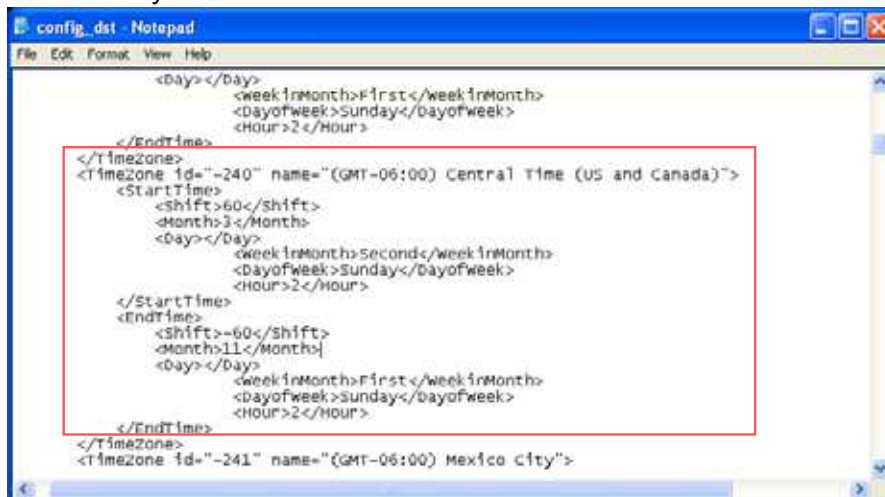 config_dst - Notepad
File Edit Format View Help
<Day></Day>
<WeekinMonth>First</WeekinMonth>
<DayofWeek>Sunday</DayofWeek>
<Hour>2</Hour>
</EndTime>
</TimeZone>
<TimeZone id="-240" name="(GMT-06:00) Central Time (US and Canada)">
<StartTime>
<Shift>60</Shift>
<Month>3</Month>
<Day></Day>
<WeekinMonth>Second</WeekinMonth>
<DayofWeek>Sunday</DayofWeek>
<Hour>2</Hour>
</StartTime>
<EndTime>
<Shift>-60</Shift>
<Month>11</Month>
<Day></Day>
<WeekinMonth>First</WeekinMonth>
<DayofWeek>Sunday</DayofWeek>
<Hour>2</Hour>
</EndTime>
</TimeZone>
<TimeZone id="-241" name="(GMT-06:00) Mexico City">